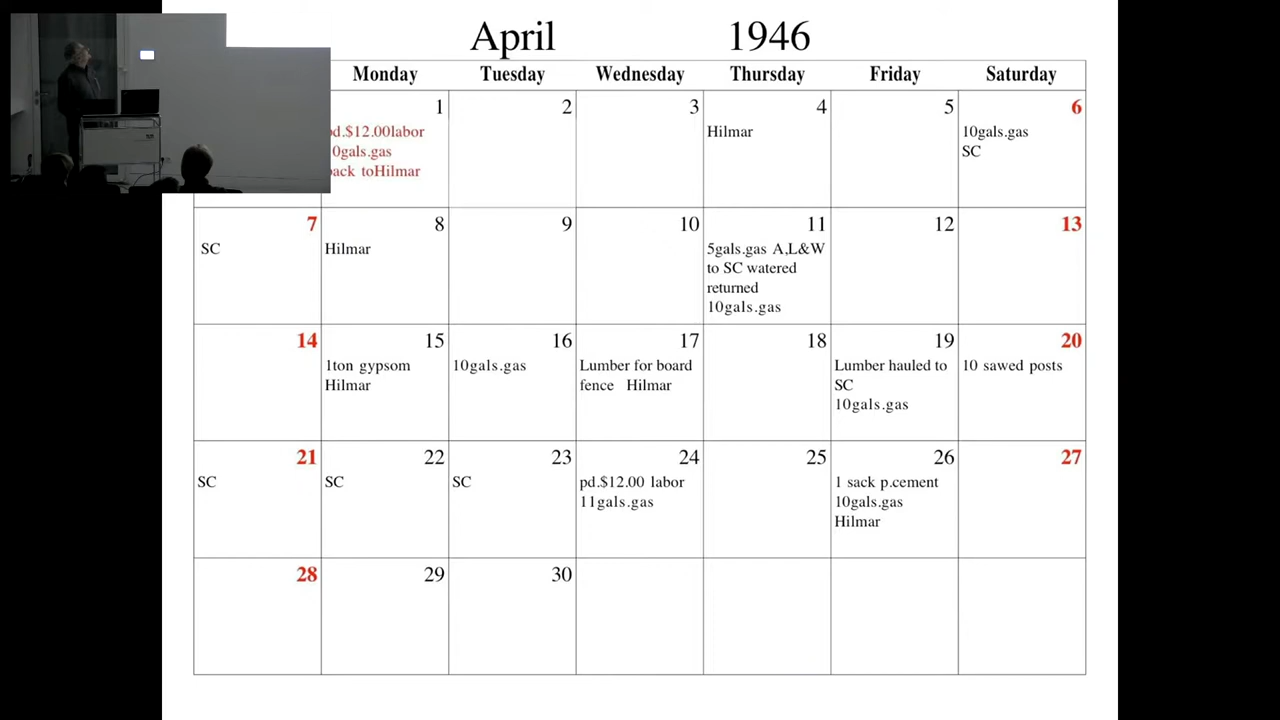 April 1946
Monday Tuesday Wednesday Thursday Friday Saturday
1 2 3 4 5 6
$12.00labor
gals.gas
toHilmar
Hilmar
10gals.gas
SC
7 8 9 10 11 12 13
SC
Hilmar
5gals.gas A,L&W
to SC watered
returned
10gals.gas
14 15 16 17 18 19 20
1ton gypsom
Hilmar
10gals.gas
Lumber for board
fence Hilmar
Lumber hauled to
SC
10gals.gas
10 sawed posts
21 22 23 24 25 26 27
SC
SC
SC
pd.$12.00 labor
11gals.gas
1 sack p.cement
10gals.gas
Hilmar
28 29 30